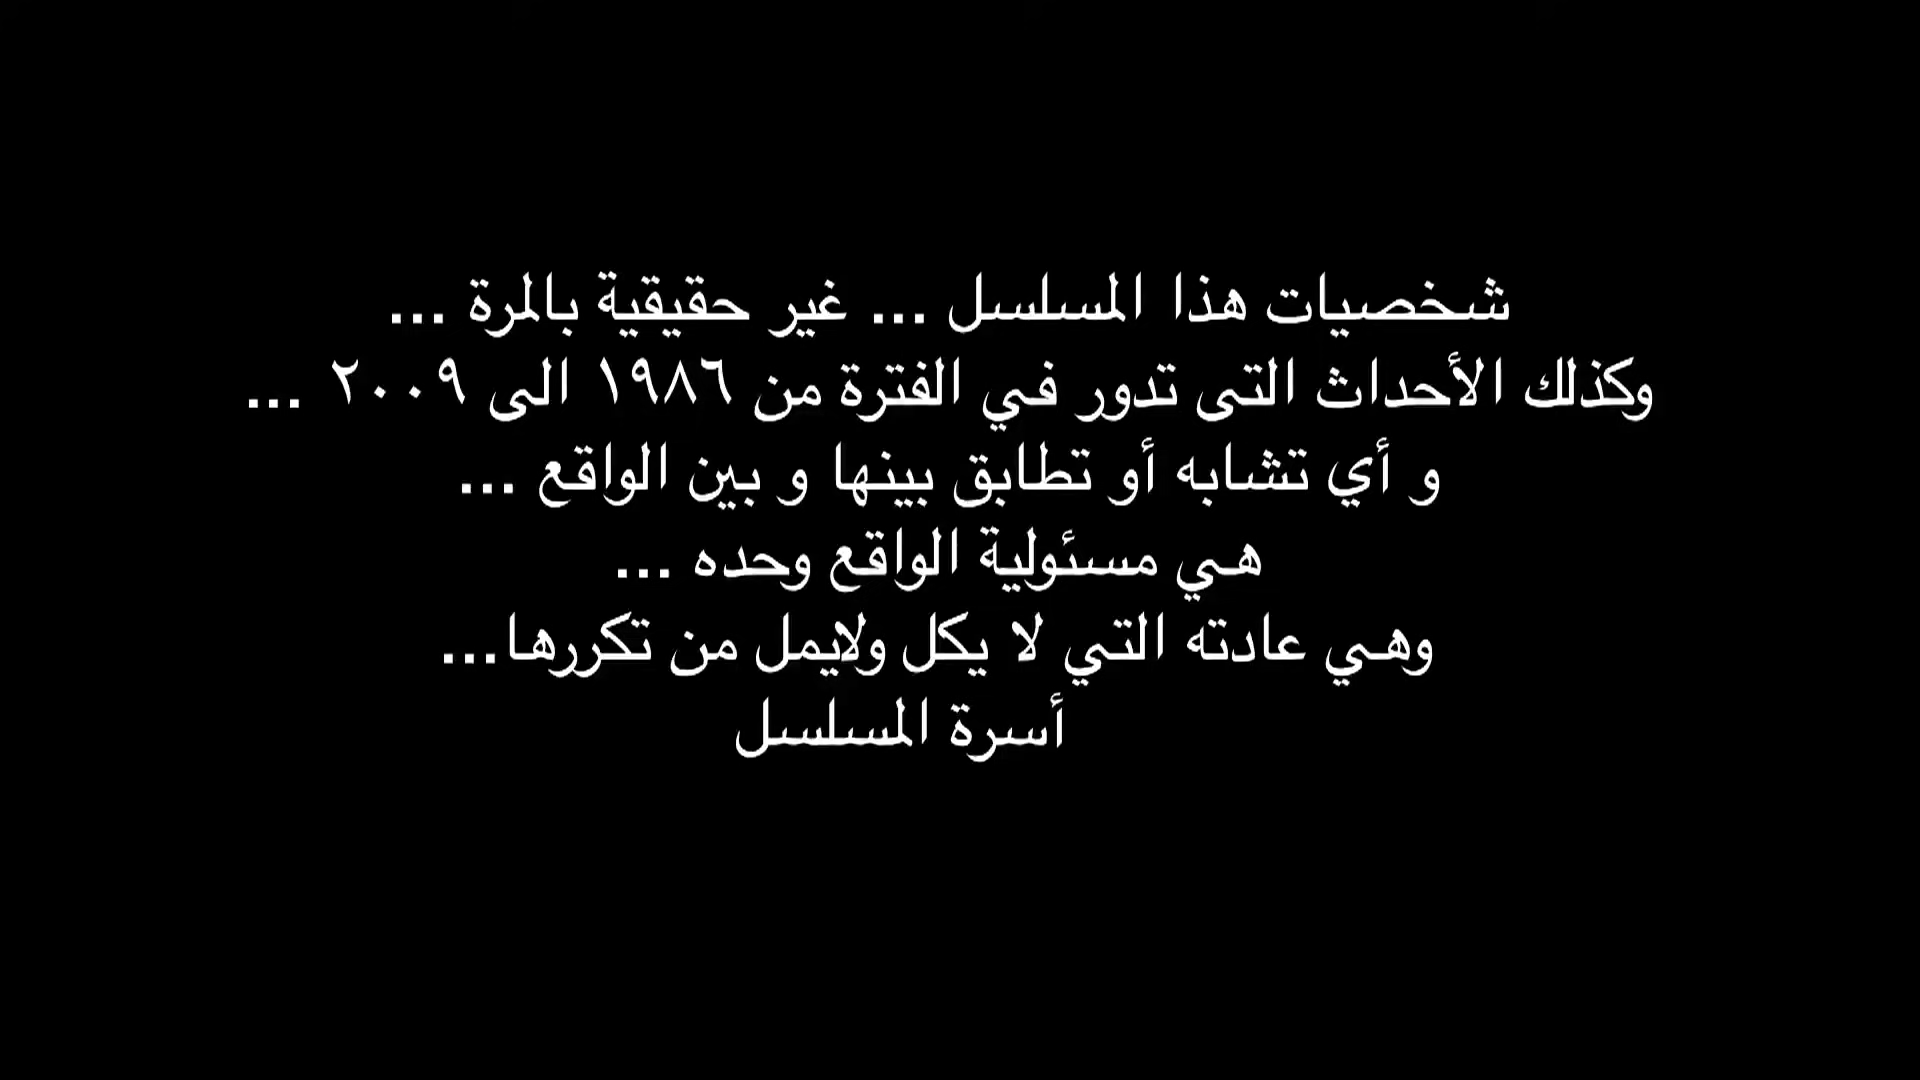 شخصيات هذا المسلسل ... غير حقيقية بالمرة ...
وكذلك الأحداث التى تدور في الفترة من ١٩٨٦ الى ٢٠٠٩ ...
و أي تشابه أو تطابق بينها و بين الواقع ...
هي مسئولية الواقع وحده ...
وهي عادته التي لا يكل ولايمل من تكررها...
أسرة المسلسل